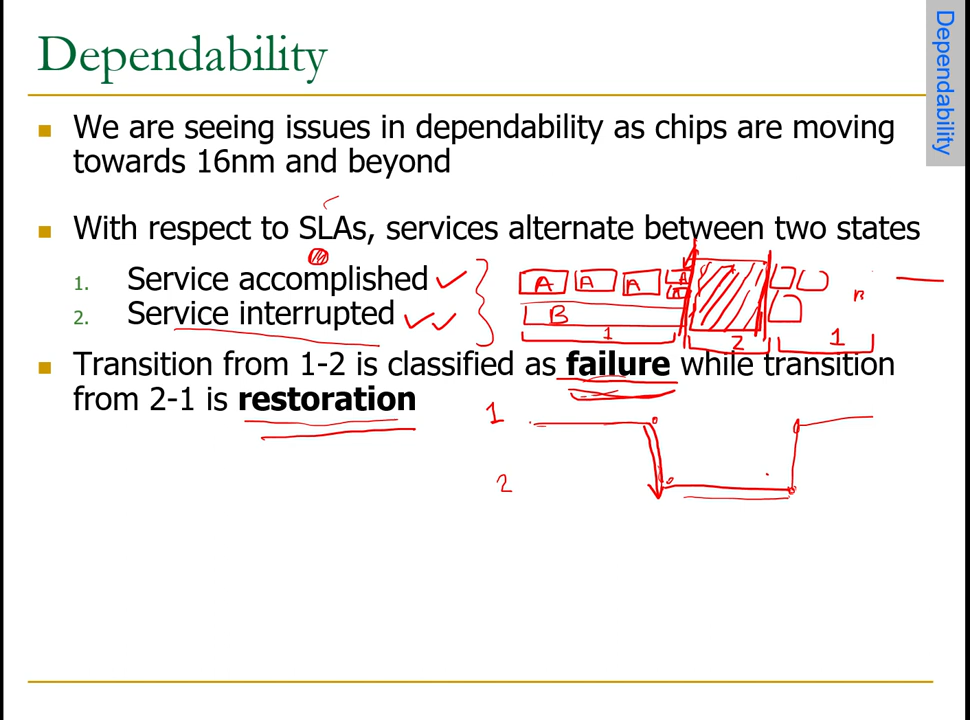 Dependability
Dependability
We are seeing issues in dependability as chips are moving
towards 16nm and beyond
With respect to SLAs, services alternate between two states
1. Service accomplished
2. Service interrupted
A A A A A
B
1 2 1
Transition from 1-2 is classified as failure while transition
from 2-1 is restoration
1
2